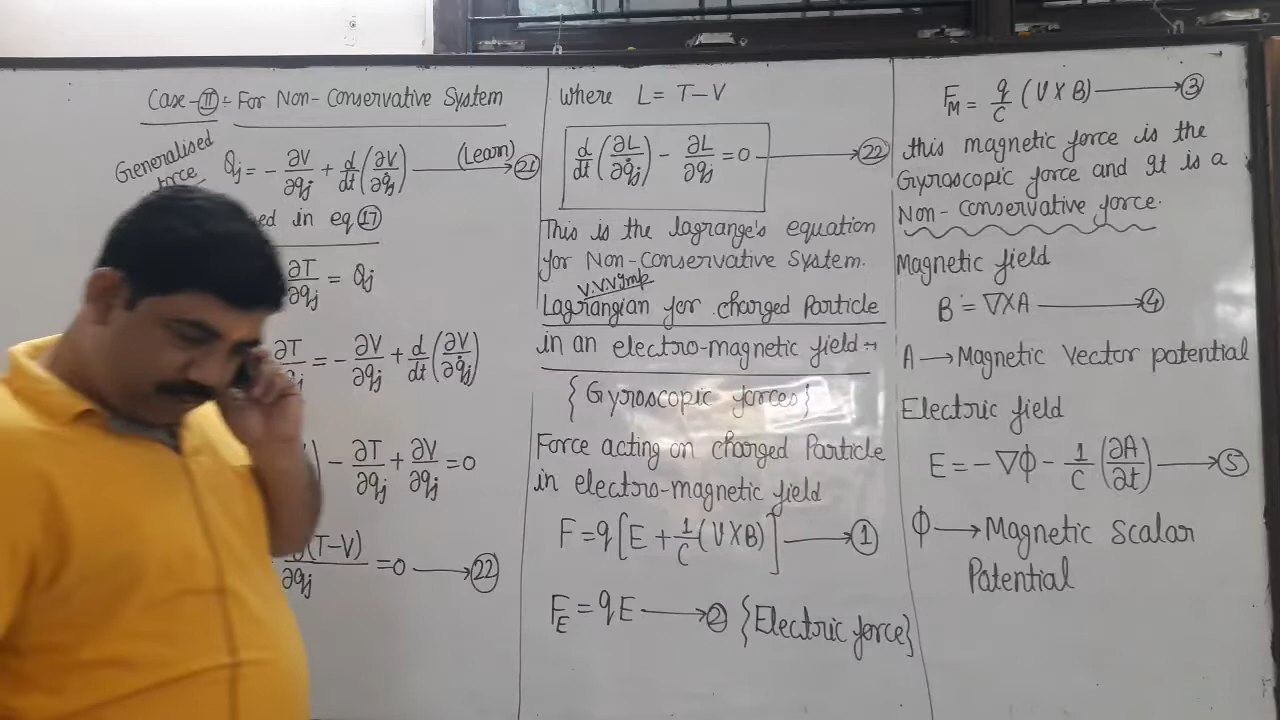 Case-II :- For Non-Conservative System
Generalised force Qj = -∂V/∂qj + d/dt(∂V/∂q̇j) → (Learn) 21
ed in eq 17
∂T/∂qj = Qj
∂T/∂qj = -∂V/∂qj + d/dt(∂V/∂q̇j)
) - ∂T/∂qj + ∂V/∂qj = 0
(T-V)/∂qj = 0 → 22
where L = T-V
d/dt(∂L/∂q̇j) - ∂L/∂qj = 0 → 22
This is the lagrange's equation
for Non-Conservative System.
V.V.V Imp
Lagrangian for charged Particle
in an electro-magnetic field :-
{Gyroscopic forces}
Force acting on charged Particle
in electro-magnetic field
F = q[E + 1/c (V×B)] → 1
F_E = qE → 2 {Electric force}
F_M = q/c (V×B) → 3
this magnetic force is the
Gyroscopic force and It is a
Non-Conservative force.
Magnetic field
B = ∇×A → 4
A → Magnetic Vector potential
Electric field
E = -∇Φ - 1/c (∂A/∂t) → 5
Φ → Magnetic Scalar
Potential